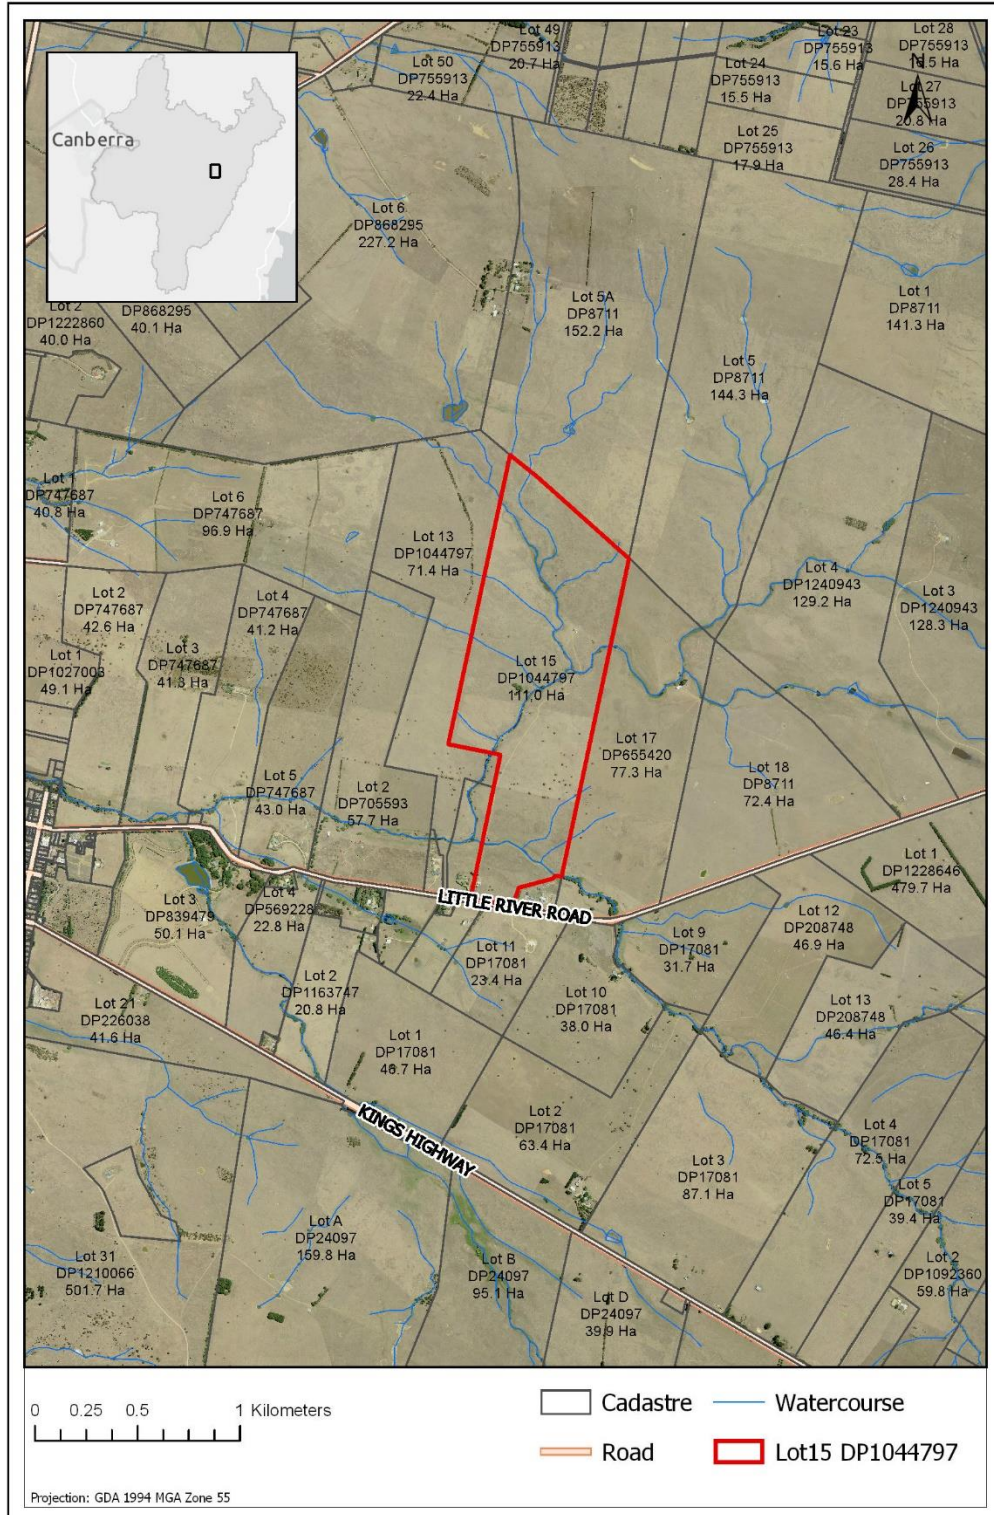 Lot 49
DP755913
20.7 Ha
Lot 50
DP755913
22.4 Ha
Lot 23
DP755913
15.6 Ha
Lot 28
DP755913
15.5 Ha
Lot 24
DP755913
15.5 Ha
N
Lot 27
DP755913
20.8 Ha
Lot 25
DP755913
17.9 Ha
Lot 26
DP755913
28.4 Ha
Canberra
Lot 6
DP868295
227.2 Ha
Lot 5A
DP8711
152.2 Ha
Lot 1
DP8711
141.3 Ha
Lot 2
DP1222860
40.0 Ha
DP868295
40.1 Ha
Lot 5
DP8711
144.3 Ha
Lot 1
DP747687
40.8 Ha
Lot 6
DP747687
96.9 Ha
Lot 13
DP1044797
71.4 Ha
Lot 4
DP1240943
129.2 Ha
Lot 3
DP1240943
128.3 Ha
Lot 2
DP747687
42.6 Ha
Lot 4
DP747687
41.2 Ha
Lot 1
DP1027003
49.1 Ha
Lot 3
DP747687
41.3 Ha
Lot 15
DP1044797
111.0 Ha
Lot 17
DP655420
77.3 Ha
Lot 18
DP8711
72.4 Ha
Lot 5
DP747687
43.0 Ha
Lot 2
DP705593
57.7 Ha
Lot 1
DP1228646
479.7 Ha
Lot 3
DP839479
50.1 Ha
Lot 4
DP569228
22.8 Ha
LITTLE RIVER ROAD
Lot 12
DP208748
46.9 Ha
Lot 9
DP17081
31.7 Ha
Lot 11
DP17081
23.4 Ha
Lot 2
DP1163747
20.8 Ha
Lot 10
DP17081
38.0 Ha
Lot 13
DP208748
46.4 Ha
Lot 21
DP226038
41.6 Ha
Lot 1
DP17081
46.7 Ha
KINGS HIGHWAY
Lot 2
DP17081
63.4 Ha
Lot 4
DP17081
72.5 Ha
Lot 3
DP17081
87.1 Ha
Lot 5
DP17081
39.4 Ha
Lot A
DP24097
159.8 Ha
Lot 31
DP1210066
501.7 Ha
Lot B
DP24097
95.1 Ha
Lot 2
DP1092360
59.8 Ha
Lot D
DP24097
39.9 Ha
0 0.25 0.5 1 Kilometers
Cadastre
Watercourse
Road
Lot15 DP1044797
Projection: GDA 1994 MGA Zone 55